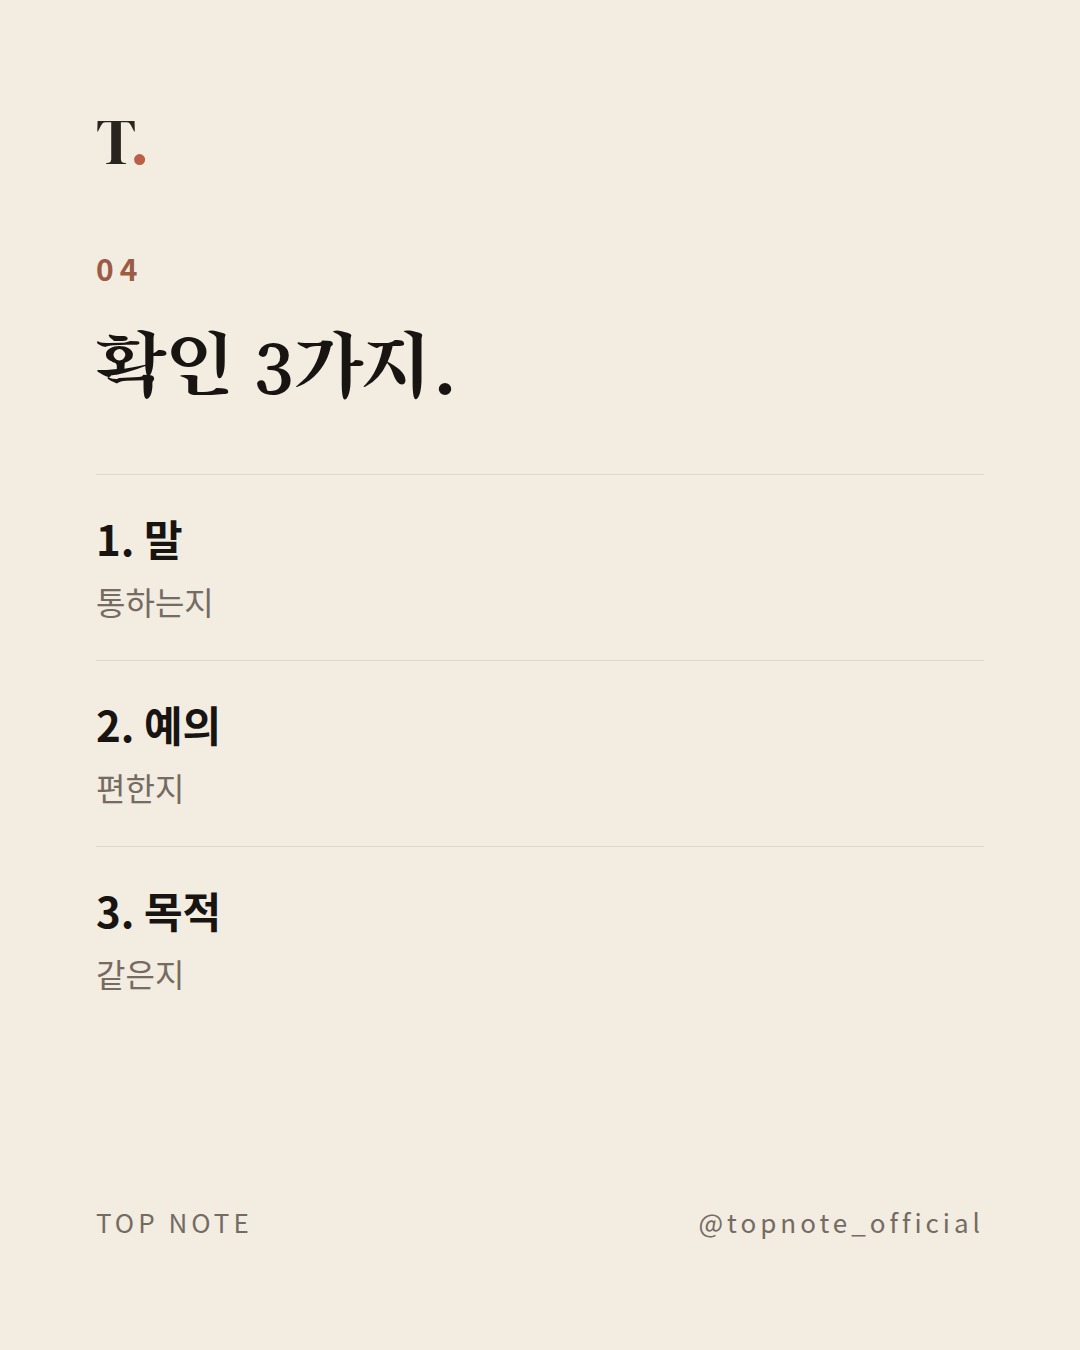 T.
04
확인 3가지.
1. 말
통하는지
2. 예의
편한지
3. 목적
같은지
TOP NOTE
@topnote_official